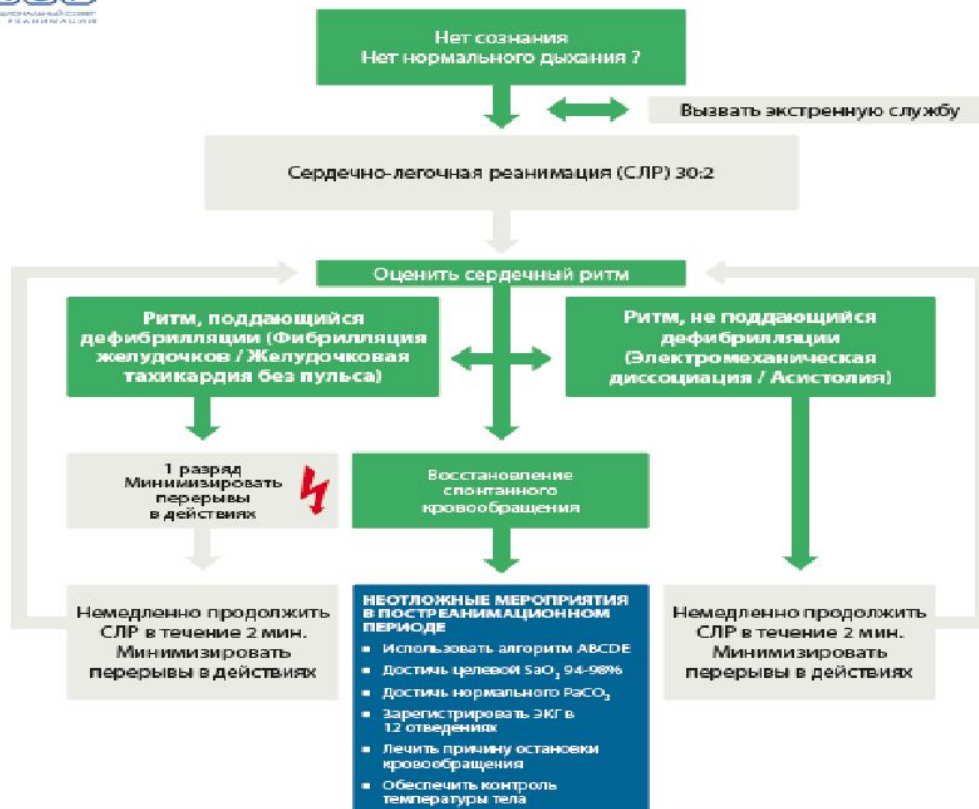 НАЦИОНАЛЬНЫЙ СОВЕТ
РЕАНИМАЦИИ
Нет сознания
Нет нормального дыхания ?
Вызвать экстренную службу
Сердечно-легочная реанимация (СЛР) 30:2
Оценить сердечный ритм
Ритм, поддающийся
дефибрилляции (Фибрилляция
желудочков / Желудочковая
тахикардия без пульса)
Ритм, не поддающийся
дефибрилляции
(Электромеханическая
диссоциация / Асистолия)
1 разряд
Минимизировать
перерывы
в действиях
Восстановление
спонтанного
кровообращения
Немедленно продолжить
СЛР в течение 2 мин.
Минимизировать
перерывы в действиях
НЕОТЛОЖНЫЕ МЕРОПРИЯТИЯ
В ПОСТРЕАНИМАЦИОННОМ
ПЕРИОДЕ
▪ Использовать алгоритм ABCDE
▪ Достичь целевой SaO₂ 94-98%
▪ Достичь нормального PaCO₂
▪ Зарегистрировать ЭКГ в
12 отведениях
▪ Лечить причину остановки
кровообращения
▪ Обеспечить контроль
температуры тела
Немедленно продолжить
СЛР в течение 2 мин.
Минимизировать
перерывы в действиях